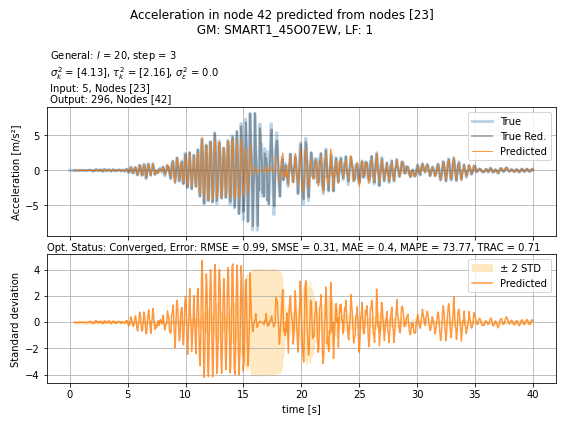 Acceleration in node 42 predicted from nodes [23]
GM: SMART1_45O07EW, LF: 1
General: l = 20, step = 3
σ²ₖ = [4.13], τ²ₖ = [2.16], σ²ε = 0.0
Input: 5, Nodes [23]
Output: 296, Nodes [42]
Acceleration [m/s²]
5
0
−5
True
True Red.
Predicted
Opt. Status: Converged, Error: RMSE = 0.99, SMSE = 0.31, MAE = 0.4, MAPE = 73.77, TRAC = 0.71
Standard deviation
4
2
0
−2
−4
± 2 STD
Predicted
0 5 10 15 20 25 30 35 40
time [s]